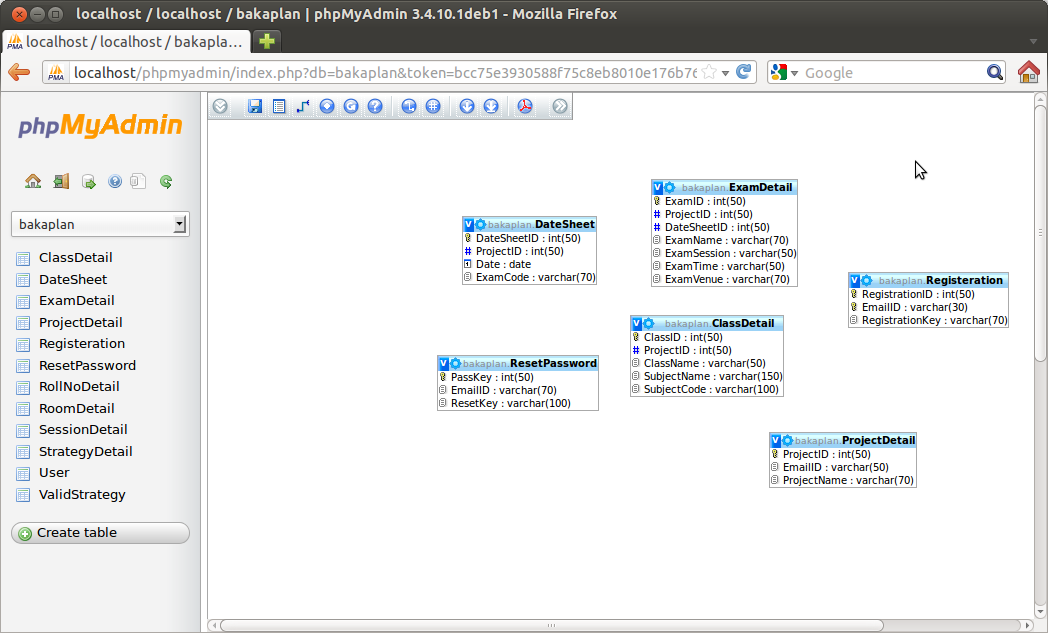 localhost / localhost / bakaplan | phpMyAdmin 3.4.10.1deb1 - Mozilla Firefox
PMA localhost / localhost / bakapla...
PMA localhost/phpmyadmin/index.php?db=bakaplan&token=bcc75e3930588f75c8eb8010e176b7
Google
phpMyAdmin
bakaplan
ClassDetail
DateSheet
ExamDetail
ProjectDetail
Registeration
ResetPassword
RollNoDetail
RoomDetail
SessionDetail
StrategyDetail
User
ValidStrategy
Create table
V bakaplan.DateSheet
DateSheetID : int(50)
# ProjectID : int(50)
Date : date
ExamCode : varchar(70)
V bakaplan.ExamDetail
ExamID : int(50)
# ProjectID : int(50)
# DateSheetID : int(50)
ExamName : varchar(70)
ExamSession : varchar(50)
ExamTime : varchar(50)
ExamVenue : varchar(70)
V bakaplan.Registeration
RegistrationID : int(50)
EmailID : varchar(30)
RegistrationKey : varchar(70)
V bakaplan.ClassDetail
ClassID : int(50)
# ProjectID : int(50)
ClassName : varchar(50)
SubjectName : varchar(150)
SubjectCode : varchar(100)
V bakaplan.ResetPassword
PassKey : int(50)
EmailID : varchar(70)
ResetKey : varchar(100)
V bakaplan.ProjectDetail
ProjectID : int(50)
EmailID : varchar(50)
ProjectName : varchar(70)